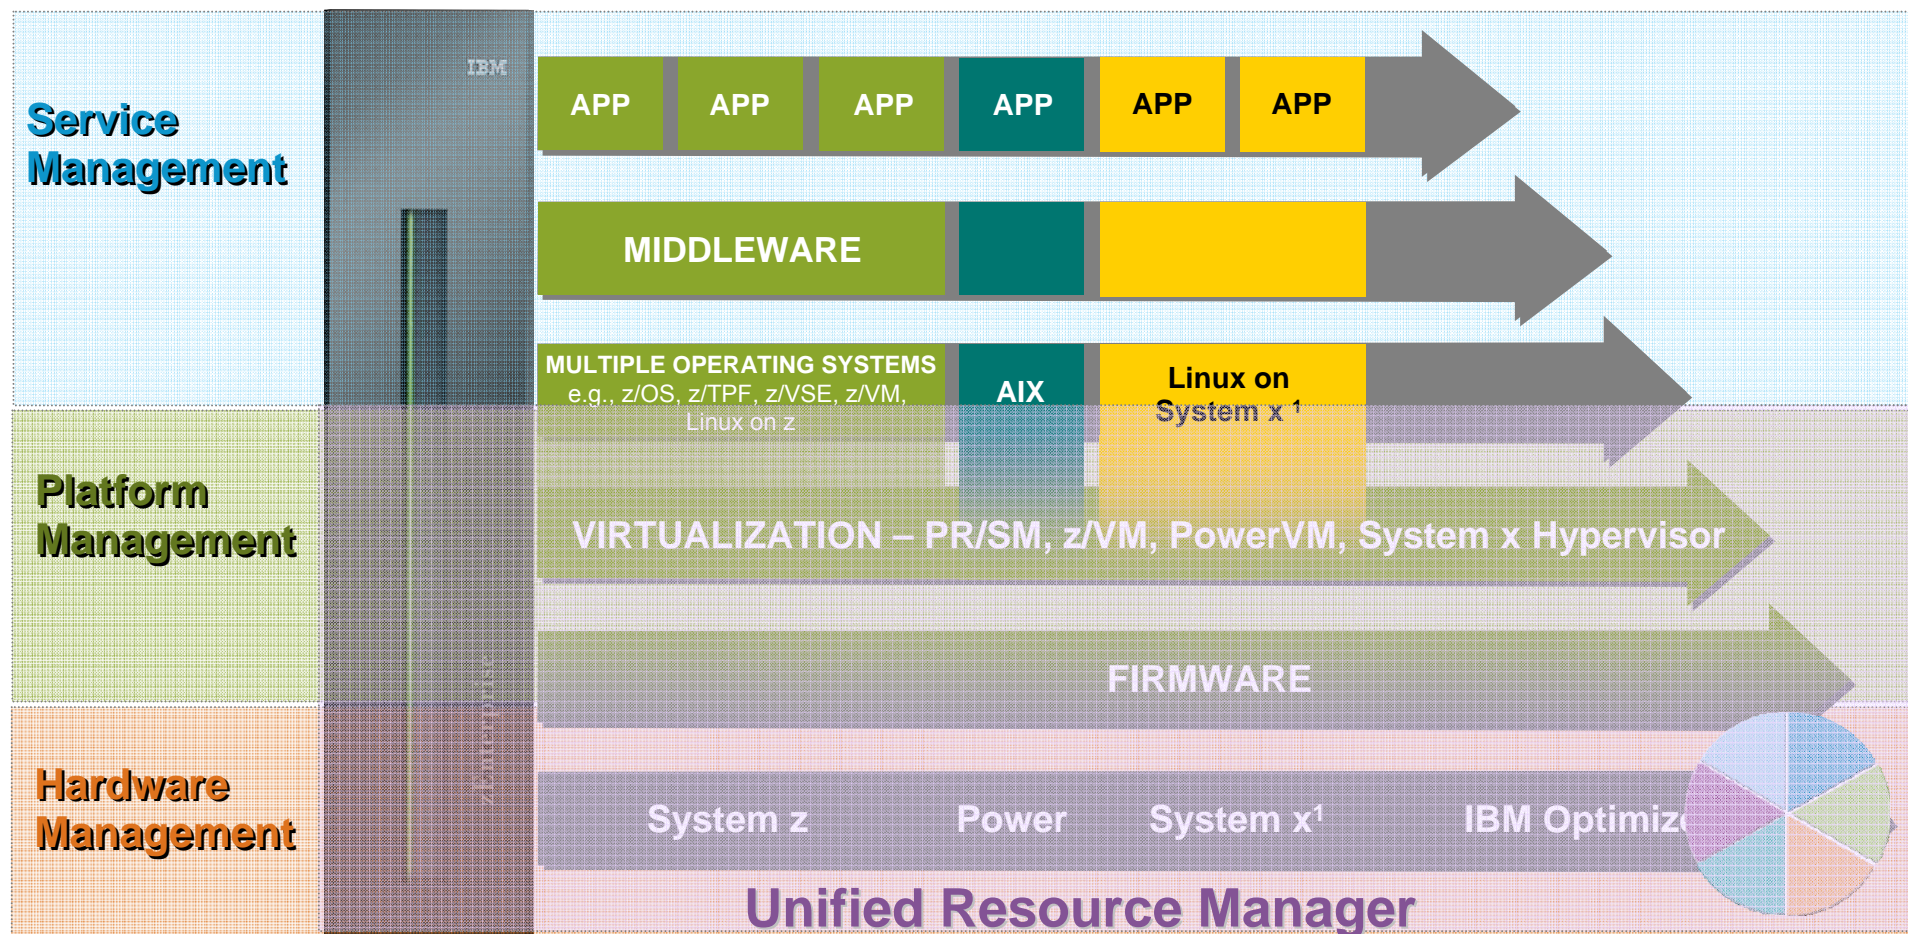 IBM
Service
Management
APP APP APP APP APP APP
MIDDLEWARE
MULTIPLE OPERATING SYSTEMS
e.g., z/OS, z/TPF, z/VSE, z/VM,
Linux on z
AIX
Linux on
System x 1
Platform
Management
VIRTUALIZATION – PR/SM, z/VM, PowerVM, System x Hypervisor
FIRMWARE
zEnterprise
Hardware
Management
System z Power System x1 IBM
Unified Resource Manager